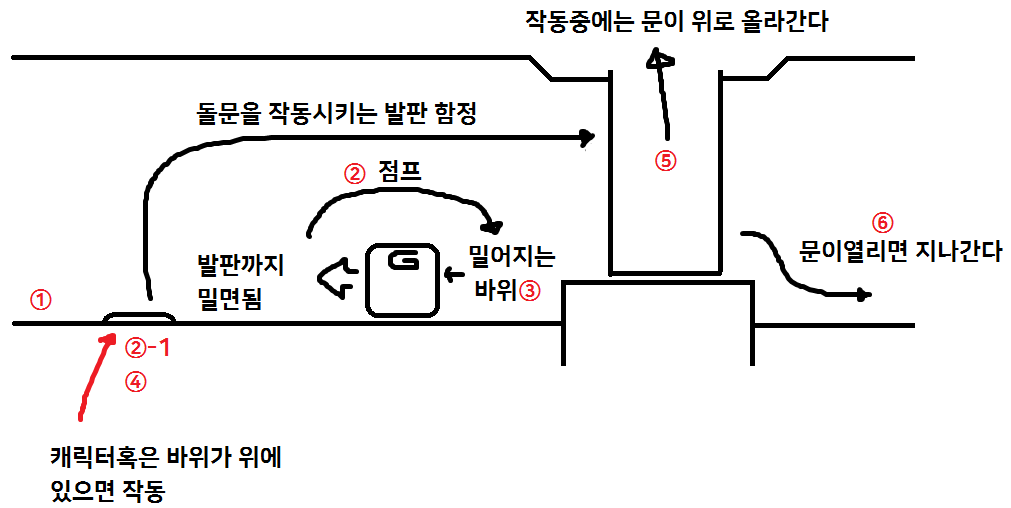 작동중에는 문이 위로 올라간다
돌문을 작동시키는 발판 함정
② 점프
⑤
⑥
문이열리면 지나간다
발판까지
밀면됨
밀어지는
바위③
①
②-1
④
캐릭터혹은 바위가 위에
있으면 작동